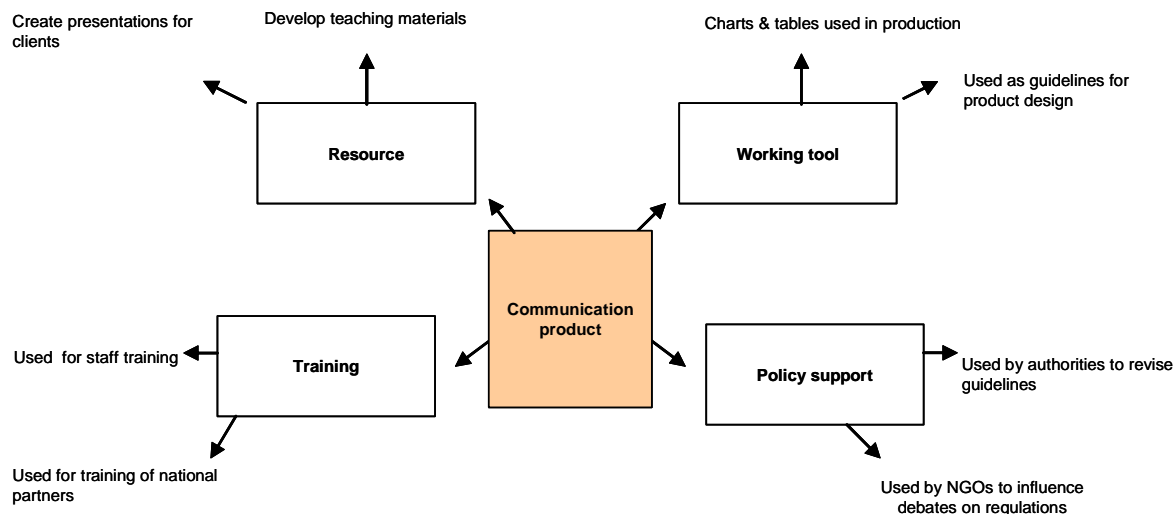 Create presentations for
clients
Develop teaching materials
Charts & tables used in production
Used as guidelines for
product design
Resource
Working tool
Communication
product
Training
Policy support
Used  for staff training
Used by authorities to revise
guidelines
Used for training of national
partners
Used by NGOs to influence
debates on regulations